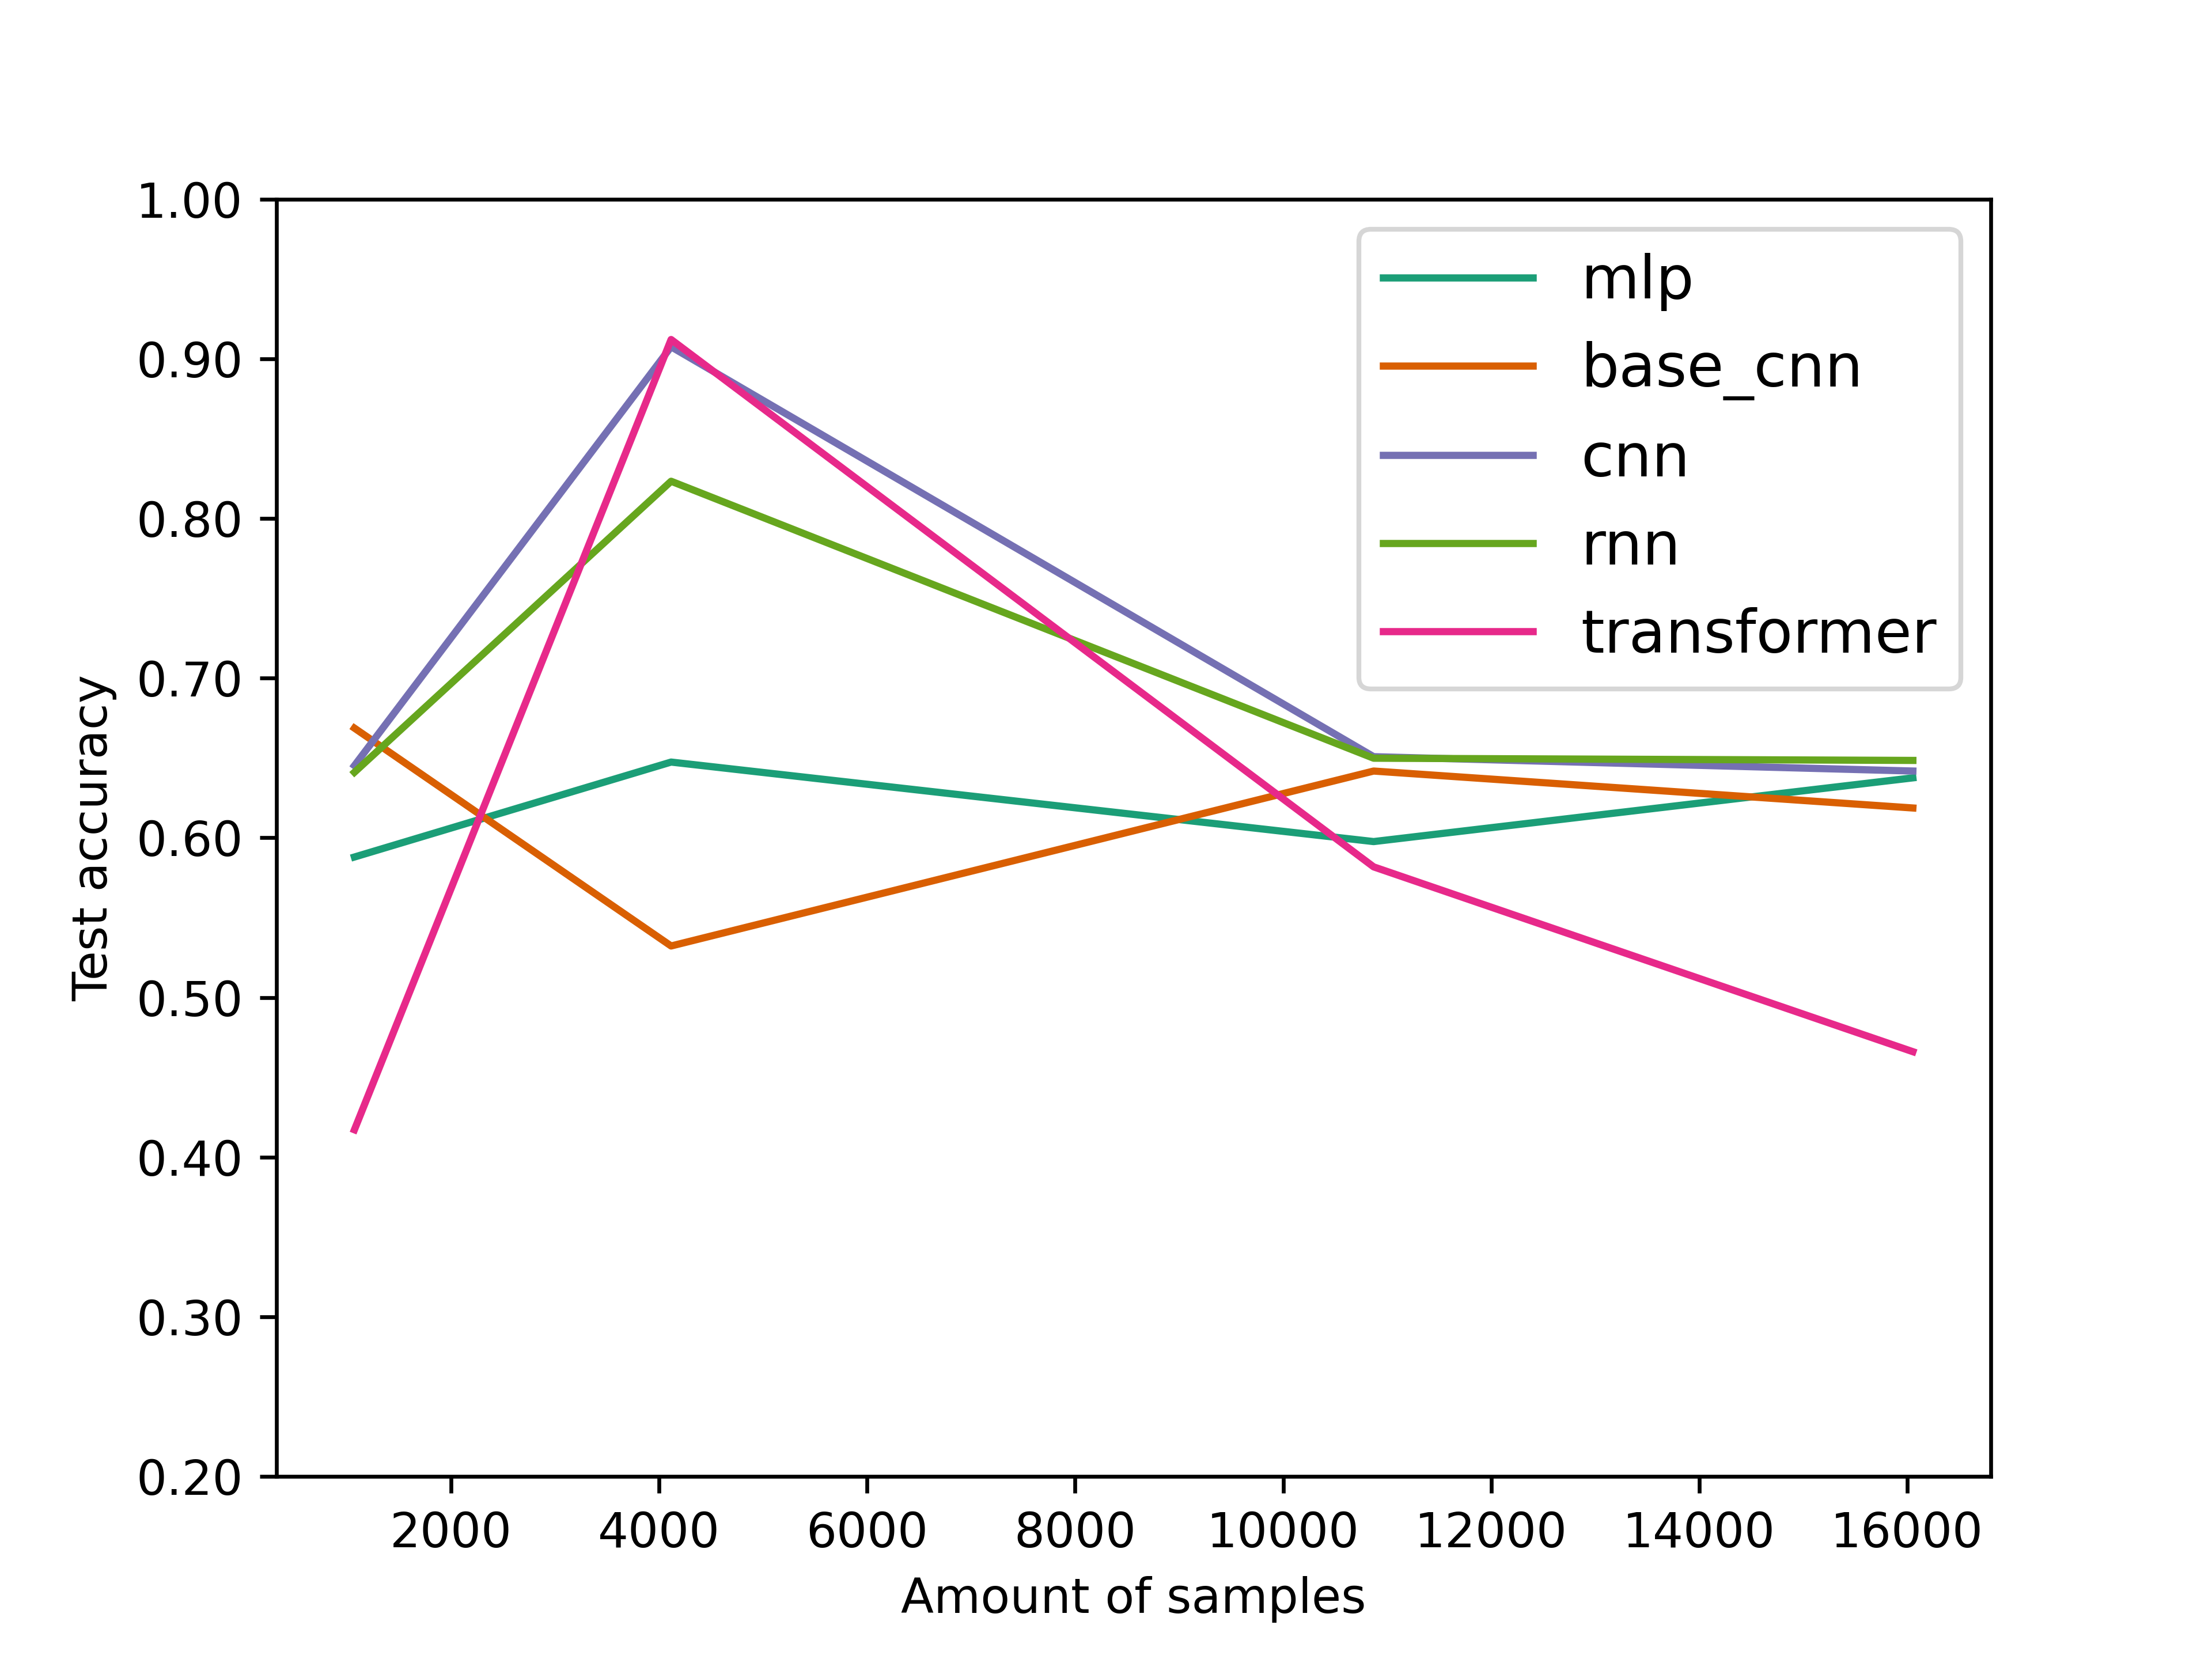 1.00
0.90
0.80
0.70
0.60
0.50
0.40
0.30
0.20
Test accuracy
mlp
base_cnn
cnn
rnn
transformer
2000 4000 6000 8000 10000 12000 14000 16000
Amount of samples